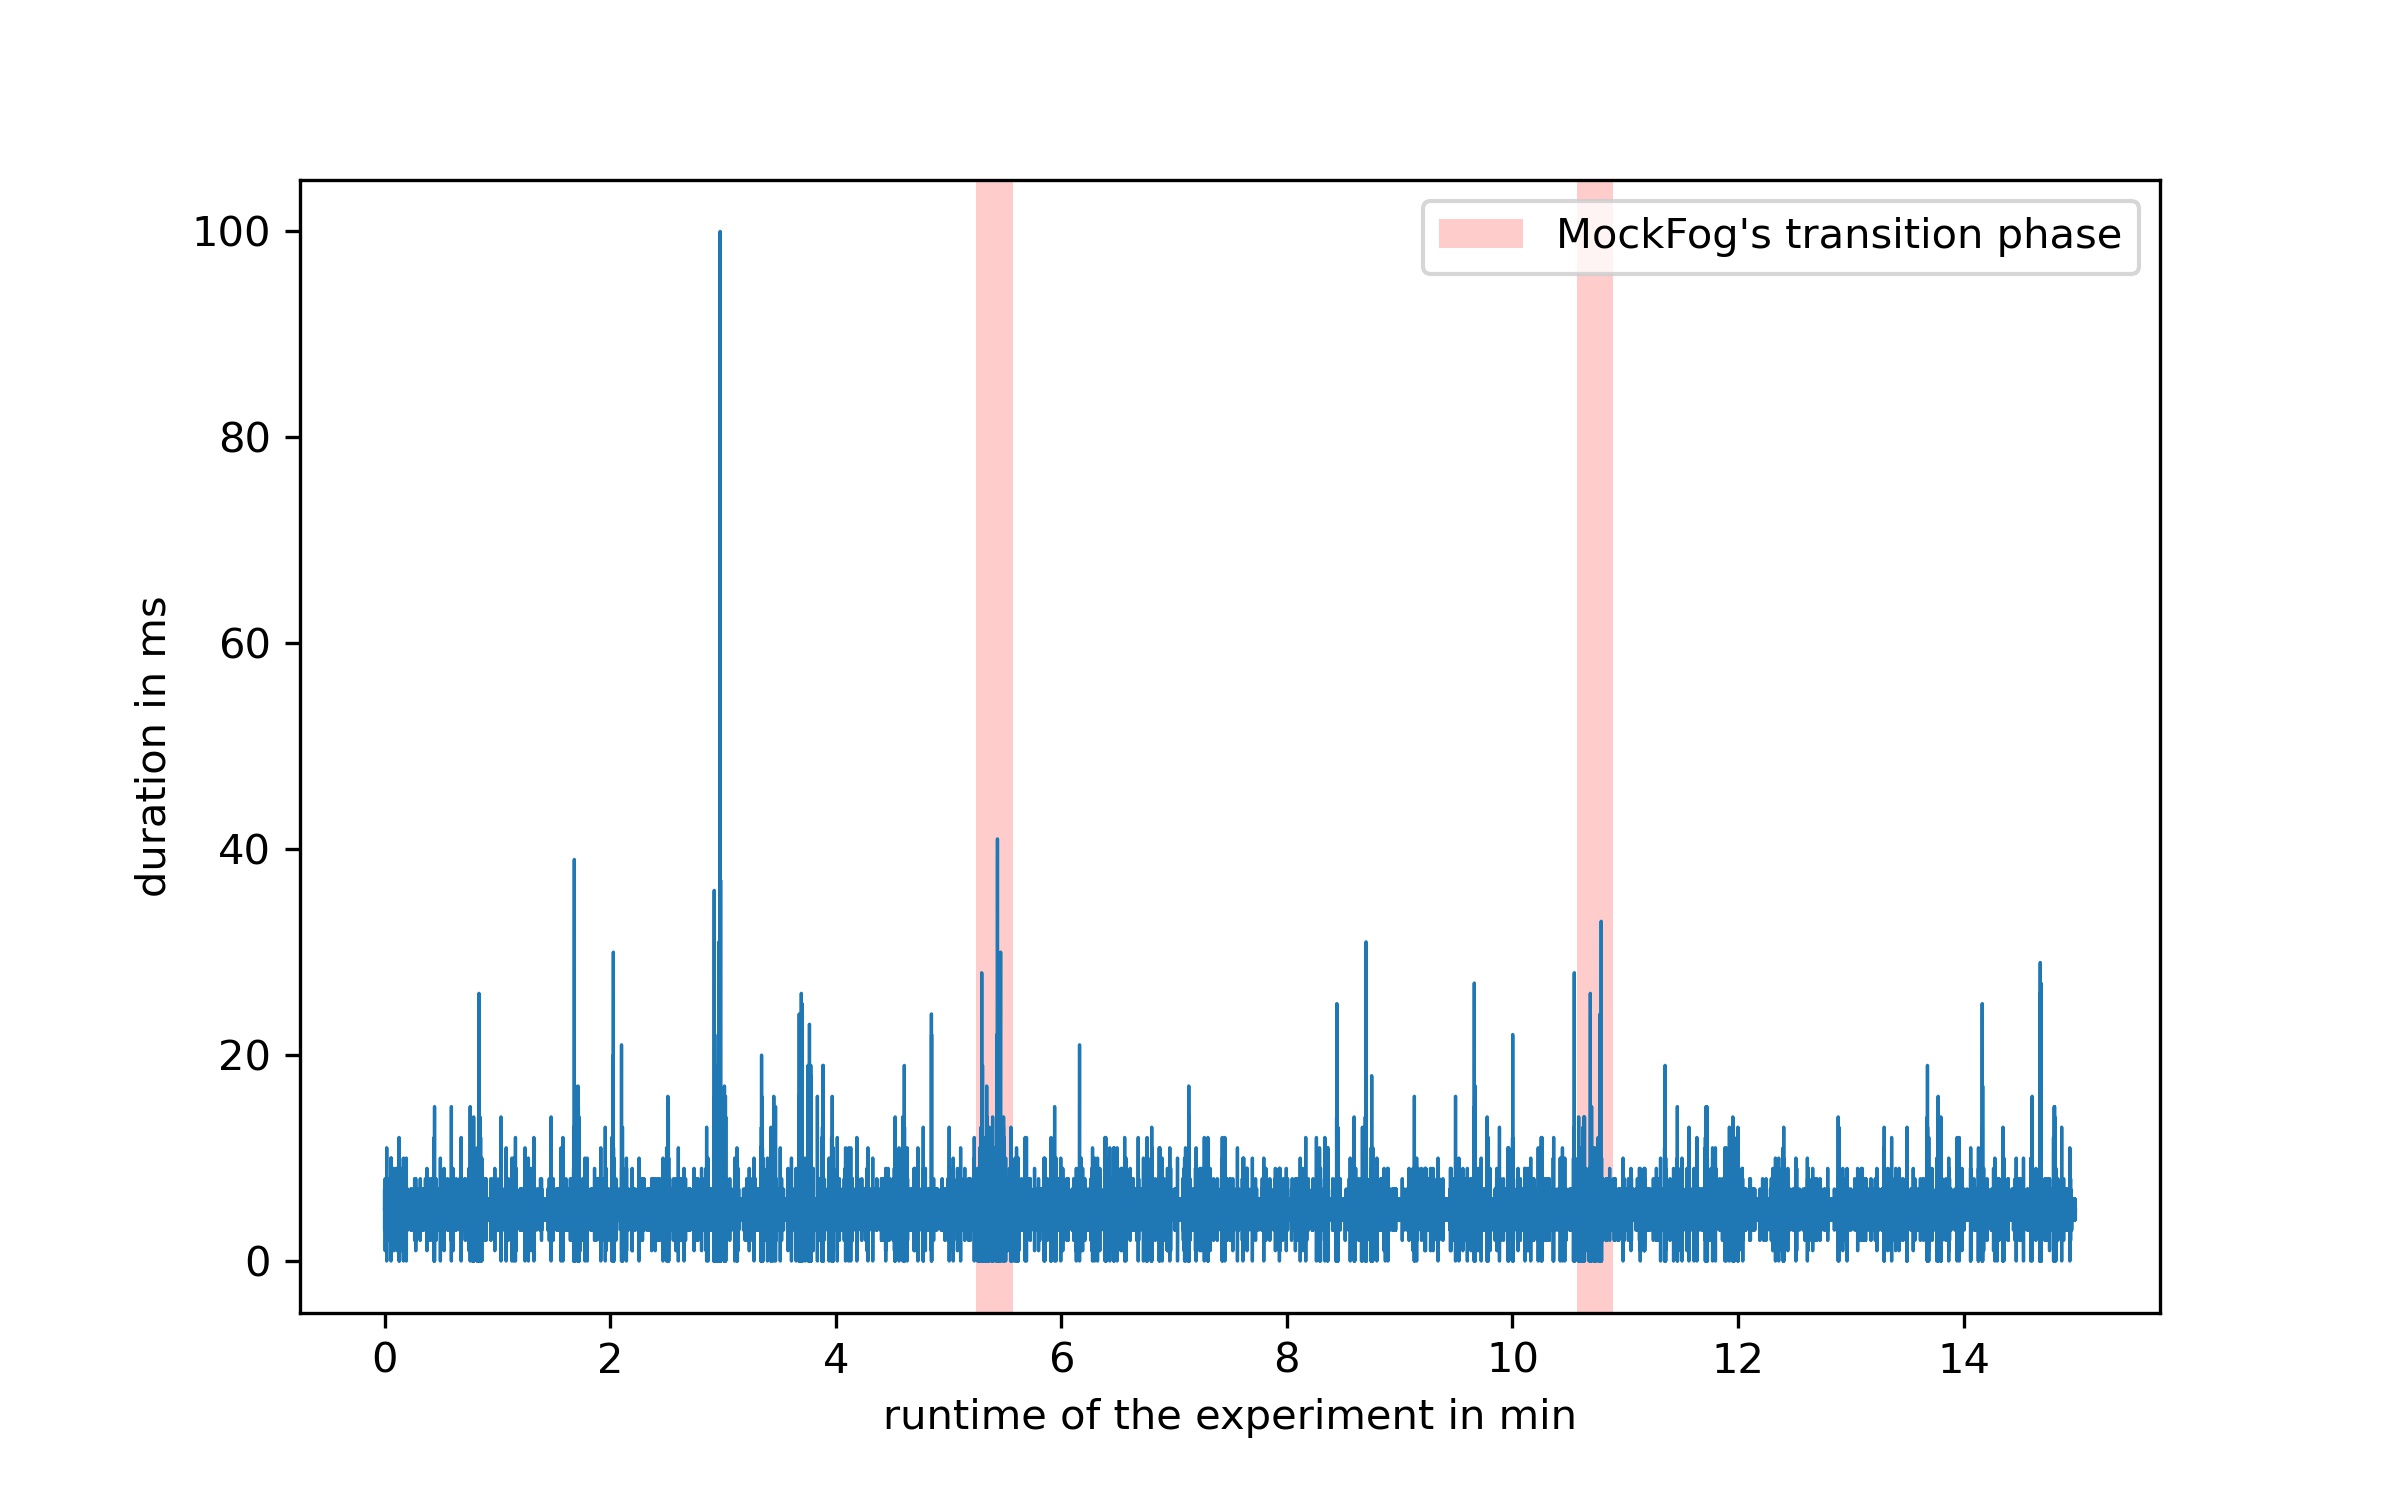 MockFog's transition phase
100
80
60
40
20
0
duration in ms
0 2 4 6 8 10 12 14
runtime of the experiment in min